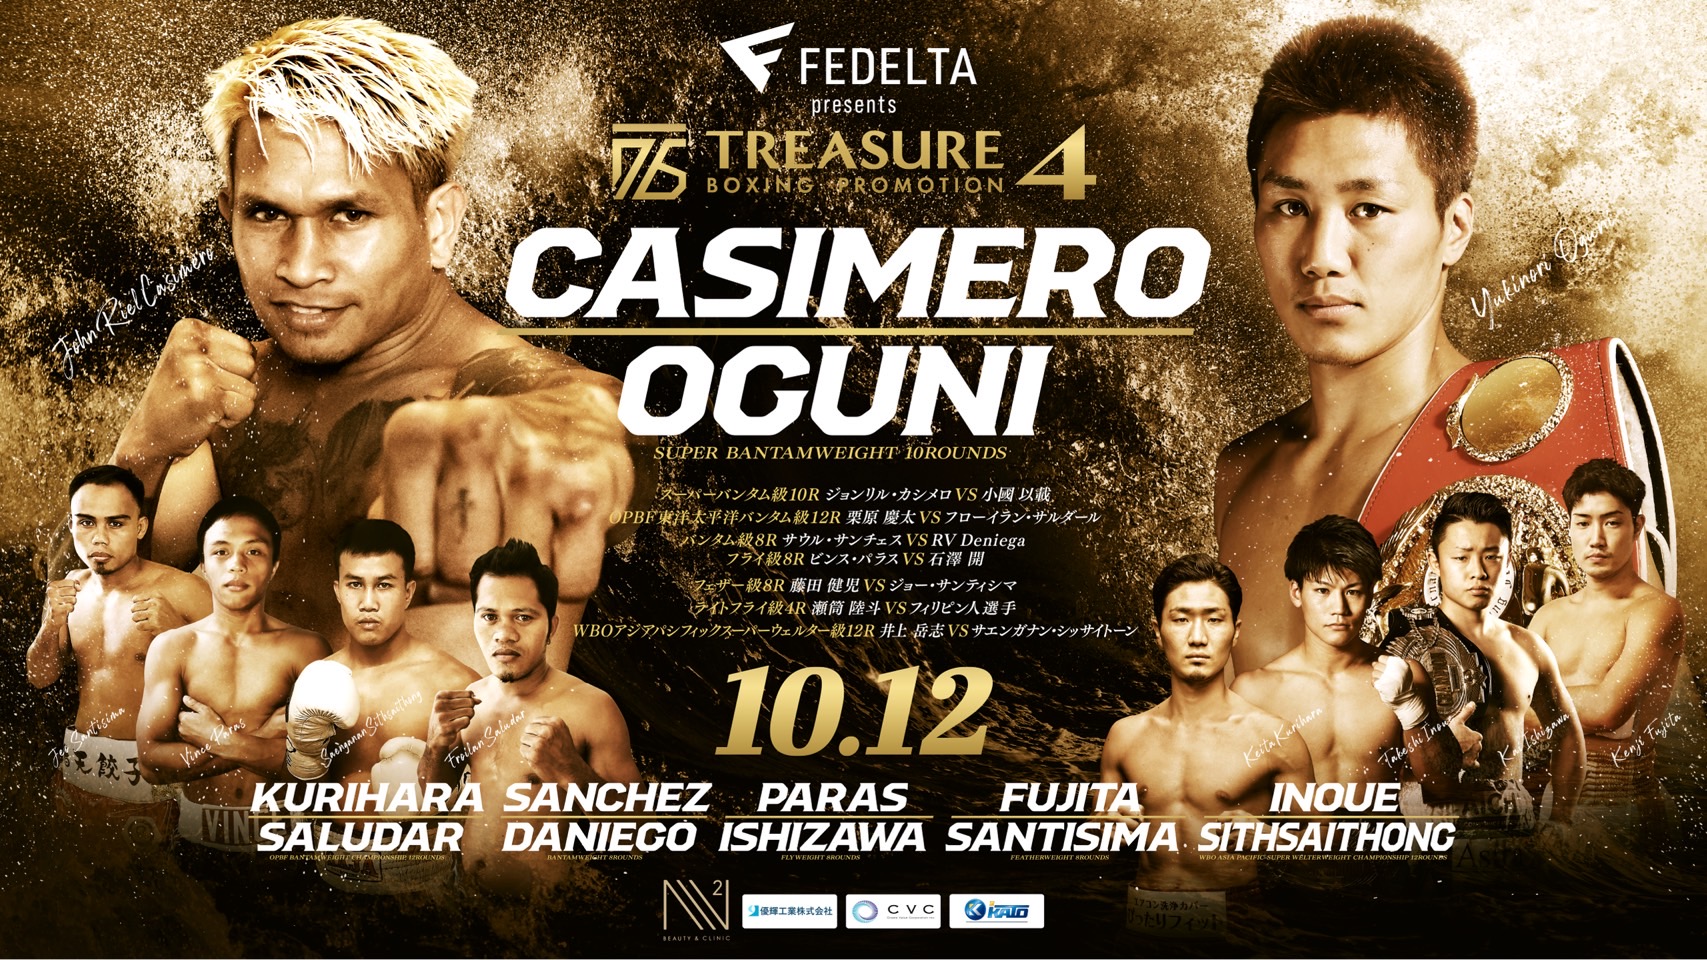 FEDELTA
presents
TREASURE
BOXING PROMOTION 4
CASIMERO
OGUNI
SUPER BANTAMWEIGHT 10ROUNDS
John Riel Casimero
Yukinori Oguni
スーパーバンタム級10R ジョンリル・カシメロ VS 小國 以載
OPBF東洋太平洋バンタム級12R 栗原 慶太 VS フローイラン・サルダール
バンタム級8R サウル・サンチェス VS RV Deniega
フライ級8R ビンス・パラス VS 石澤 開
フェザー級8R 藤田 健児 VS ジョー・サンティシマ
ライトフライ級4R 瀬筒 陸斗 VS フィリピン人選手
WBOアジアパシフィックスーパーウェルター級12R 井上 岳志 VS サエンガナン・シッサイトーン
10.12
Jeo Santisima
Vince Paras
Saenganan Sithsaithong
Froilan Saludar
Keita Kurihara
Takeshi Inoue
Kai Ishizawa
Kenji Fujita
KURIHARA
SALUDAR
OPBF BANTAMWEIGHT CHAMPIONSHIP 12ROUNDS
SANCHEZ
DANIEGO
BANTAMWEIGHT 8ROUNDS
PARAS
ISHIZAWA
FLYWEIGHT 8ROUNDS
FUJITA
SANTISIMA
FEATHERWEIGHT 8ROUNDS
INOUE
SITHSAITHONG
WBO ASIA PACIFIC SUPER WELTERWEIGHT CHAMPIONSHIP 12ROUNDS
N2
BEAUTY & CLINIC
優輝工業株式会社
CVC
KATO